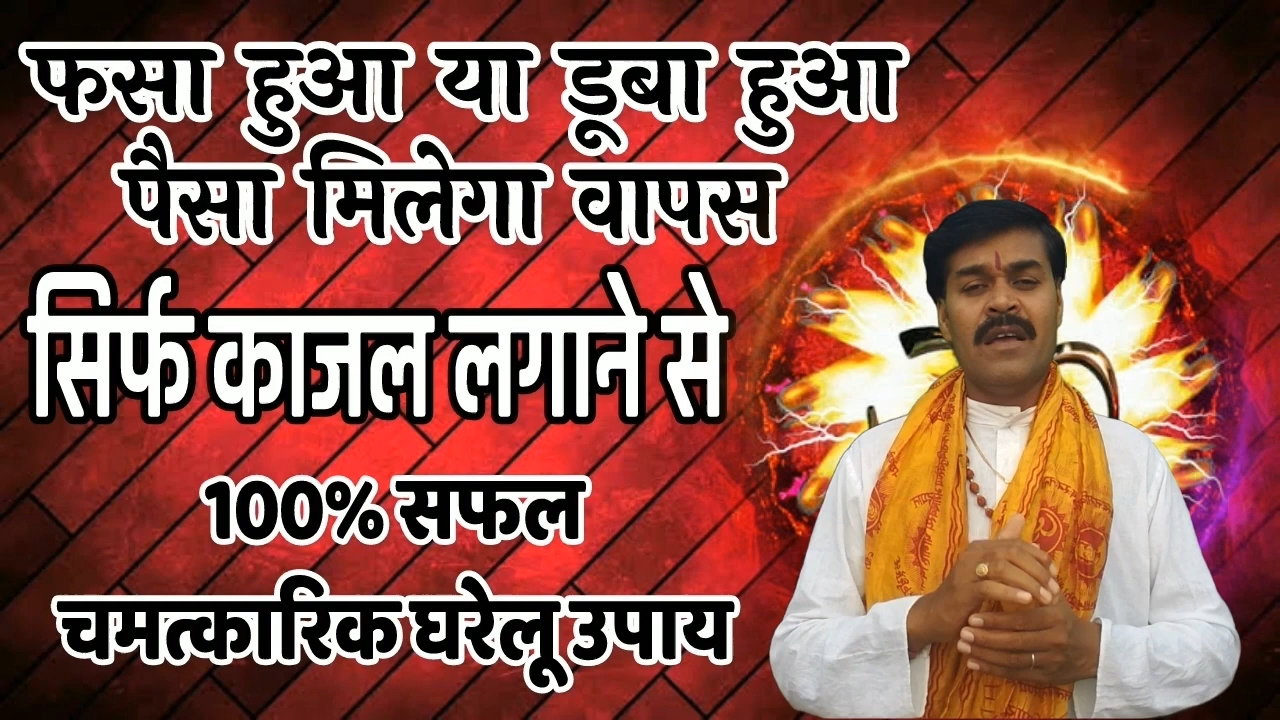 फसा हुआ या डूबा हुआ
पैसा मिलेगा वापस
सिर्फ काजल लगाने से
100% सफल
चमत्कारिक घरेलू उपाय